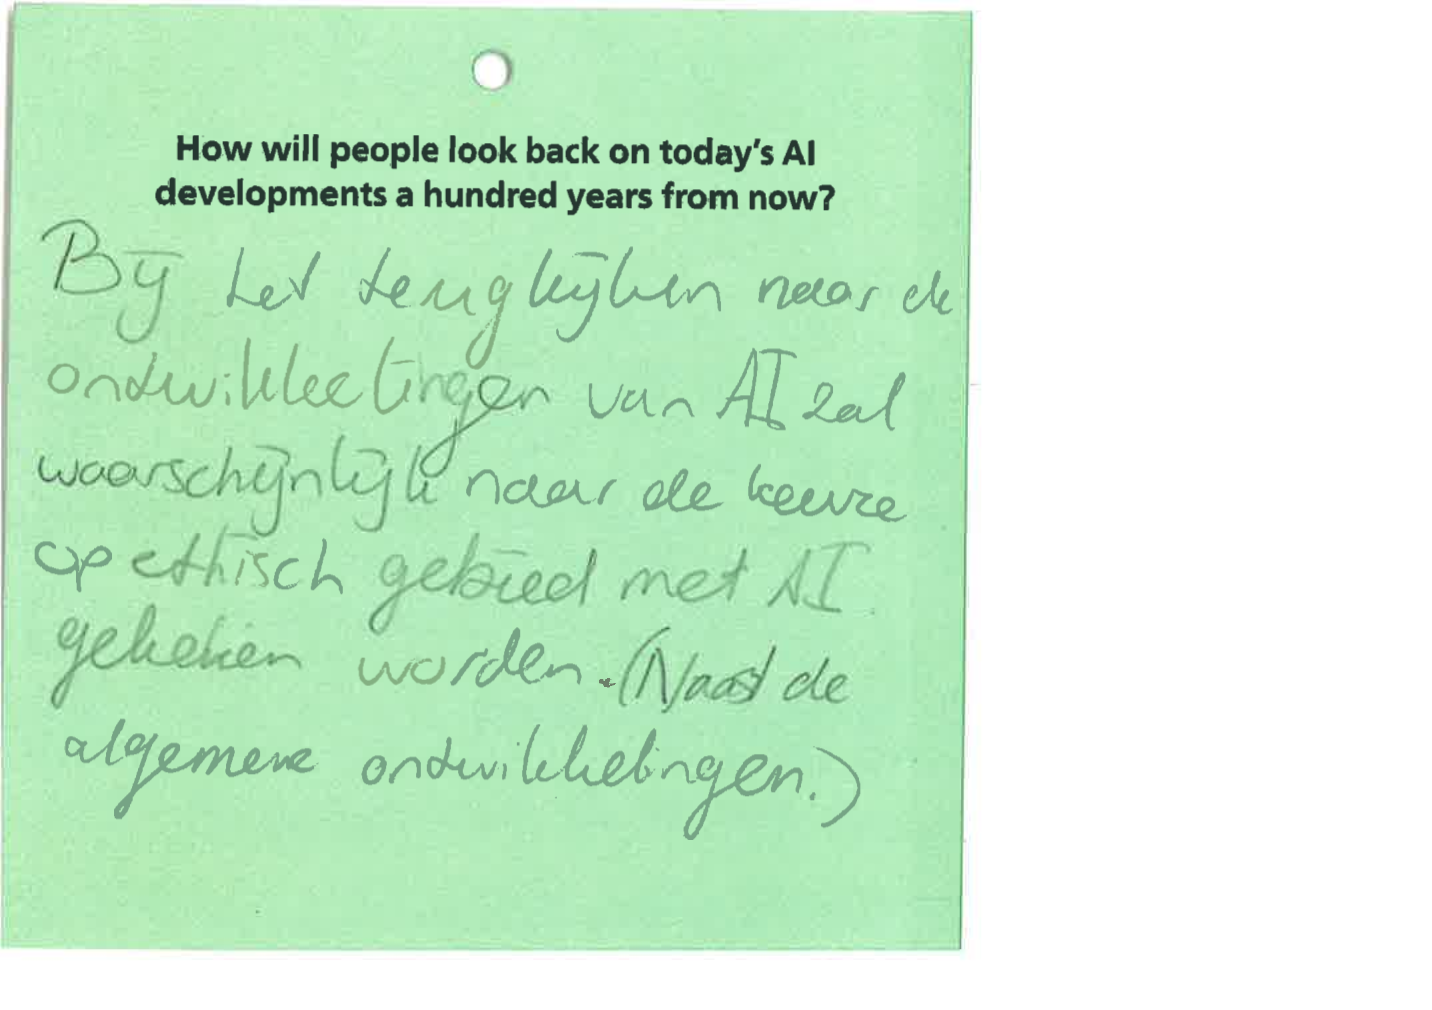 How will people look back on today's AI
developments a hundred years from now?
Bij het terugkijken naar de
ontwikkelingen van AI zal
waarschijnlijk naar de keuze
op ethisch gebied met AI
gekeken worden. (Naast de
algemene ontwikkelingen.)